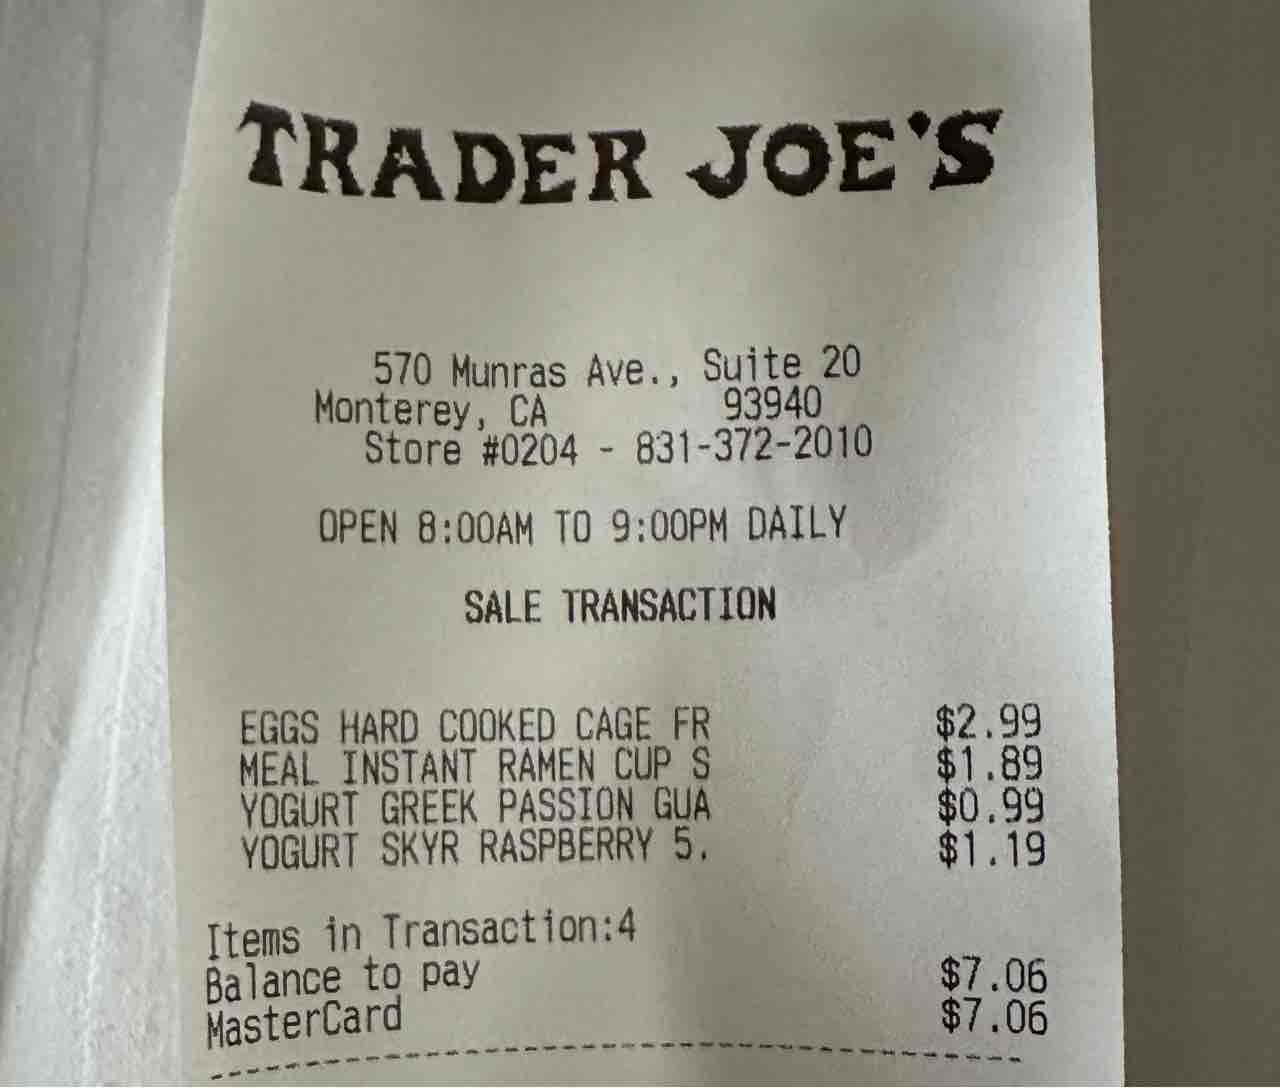 TRADER JOE'S
570 Munras Ave., Suite 20
Monterey, CA 93940
Store #0204 - 831-372-2010
OPEN 8:00AM TO 9:00PM DAILY
SALE TRANSACTION
EGGS HARD COOKED CAGE FR $2.99
MEAL INSTANT RAMEN CUP S $1.89
YOGURT GREEK PASSION GUA $0.99
YOGURT SKYR RASPBERRY 5. $1.19
Items in Transaction:4
Balance to pay $7.06
MasterCard $7.06